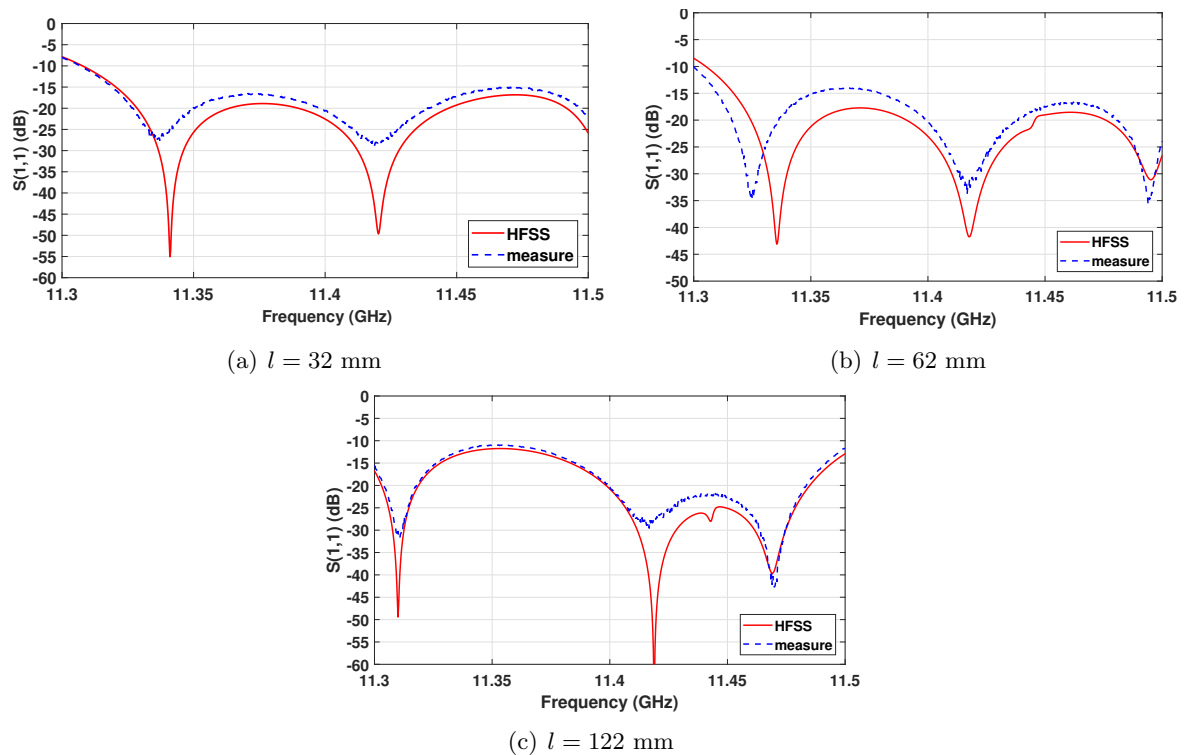 0
-5
-10
-15
-20
-25
-30
-35
-40
-45
-50
-55
-60
S(1,1) (dB)
HFSS
measure
11.3 11.35 11.4 11.45 11.5
Frequency (GHz)
(a) l = 32 mm
0
-5
-10
-15
-20
-25
-30
-35
-40
-45
-50
S(1,1) (dB)
HFSS
measure
11.3 11.35 11.4 11.45 11.5
Frequency (GHz)
(b) l = 62 mm
0
-5
-10
-15
-20
-25
-30
-35
-40
-45
-50
-55
-60
S(1,1) (dB)
HFSS
measure
11.3 11.35 11.4 11.45 11.5
Frequency (GHz)
(c) l = 122 mm